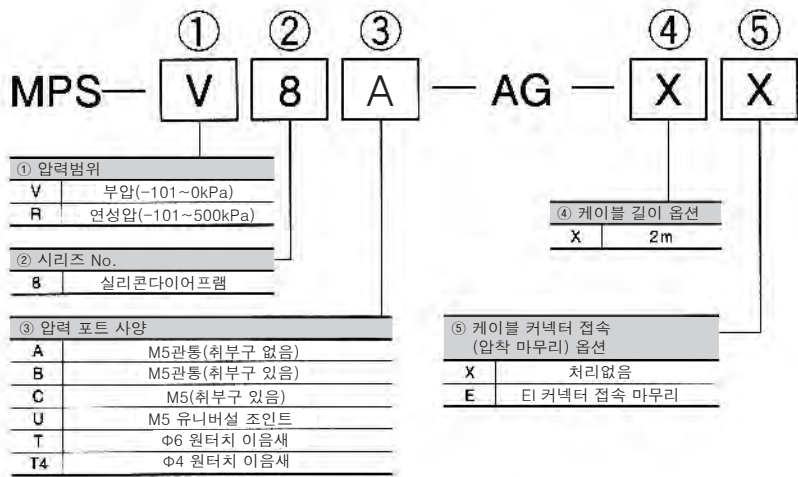 ① ② ③ ④ ⑤
MPS— V 8 A — AG — X X
① 압력범위
V 부압(-101~0kPa)
R 연성압(-101~500kPa)
② 시리즈 No.
8 실리콘다이어프램
③ 압력 포트 사양
A M5관통(취부구 없음)
B M5관통(취부구 있음)
C M5(취부구 있음)
U M5 유니버설 조인트
T Φ6 원터치 이음새
T4 Φ4 원터치 이음새
④ 케이블 길이 옵션
X 2m
⑤ 케이블 커넥터 접속
(압착 마무리) 옵션
X 처리없음
E EI 커넥터 접속 마무리